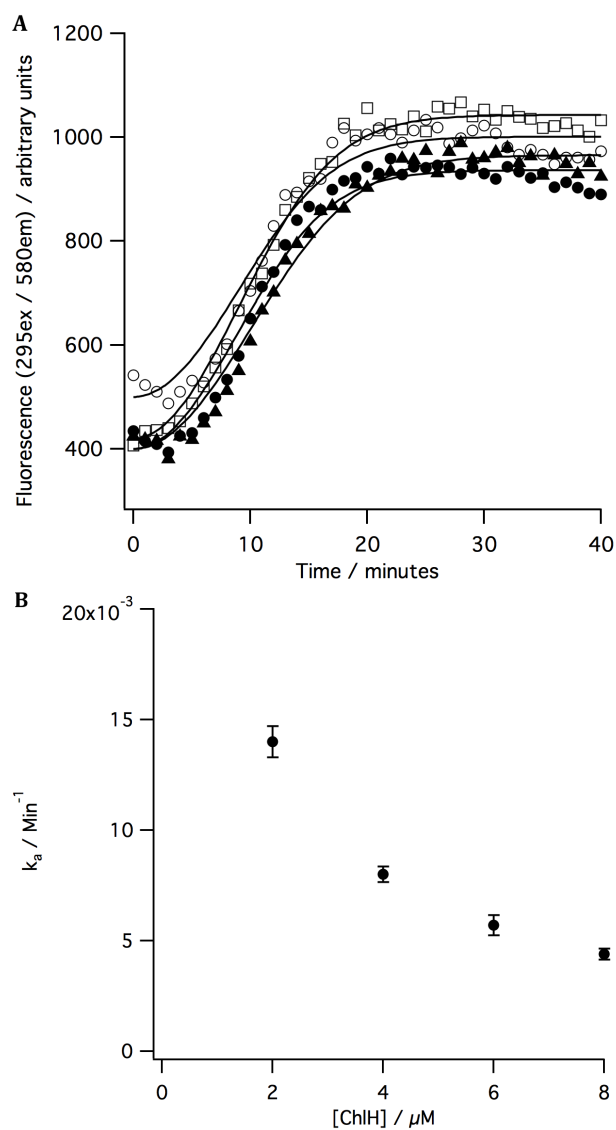 A
1200
1000
800
600
400
Fluorescence (295ex / 580em) / arbitrary units
0
10
20
30
40
Time / minutes
B
20x10⁻³
15
10
5
0
kₐ / Min⁻¹
0
2
4
6
8
[ChlH] / µM